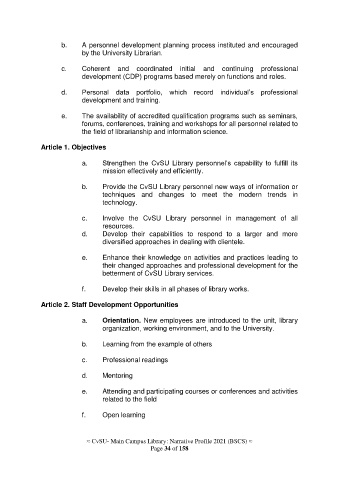 b. A personnel development planning process instituted and encouraged
by the University Librarian.
c. Coherent and coordinated initial and continuing professional
development (CDP) programs based merely on functions and roles.
d. Personal data portfolio, which record individual's professional
development and training.
e. The availability of accredited qualification programs such as seminars,
forums, conferences, training and workshops for all personnel related to
the field of librarianship and information science.
Article 1. Objectives
a. Strengthen the CvSU Library personnel's capability to fulfill its
mission effectively and efficiently.
b. Provide the CvSU Library personnel new ways of information or
techniques and changes to meet the modern trends in
technology.
c. Involve the CvSU Library personnel in management of all
resources.
d. Develop their capabilities to respond to a larger and more
diversified approaches in dealing with clientele.
e. Enhance their knowledge on activities and practices leading to
their changed approaches and professional development for the
betterment of CvSU Library services.
f. Develop their skills in all phases of library works.
Article 2. Staff Development Opportunities
a. Orientation. New employees are introduced to the unit, library
organization, working environment, and to the University.
b. Learning from the example of others
c. Professional readings
d. Mentoring
e. Attending and participating courses or conferences and activities
related to the field
f. Open learning
≈ CvSU- Main Campus Library: Narrative Profile 2021 (BSCS) ≈
Page 34 of 158